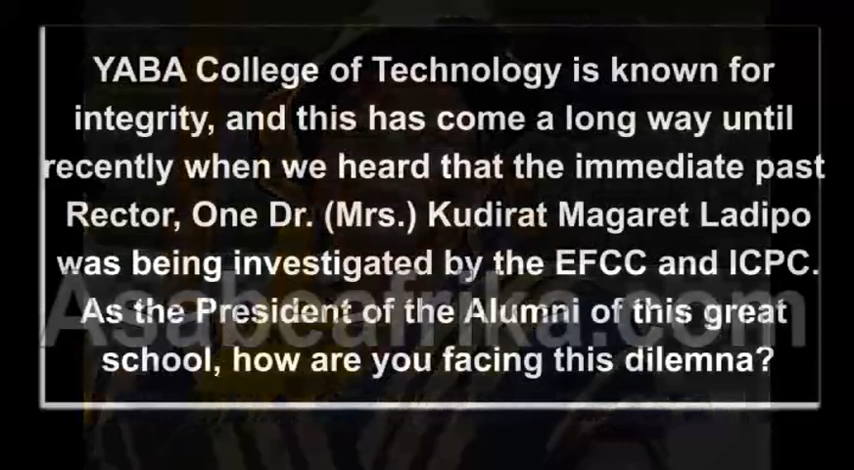 YABA College of Technology is known for
integrity, and this has come a long way until
recently when we heard that the immediate past
Rector, One Dr. (Mrs.) Kudirat Magaret Ladipo
was being investigated by the EFCC and ICPC.
As the President of the Alumni of this great
school, how are you facing this dilemna?
Asabeafrika.com